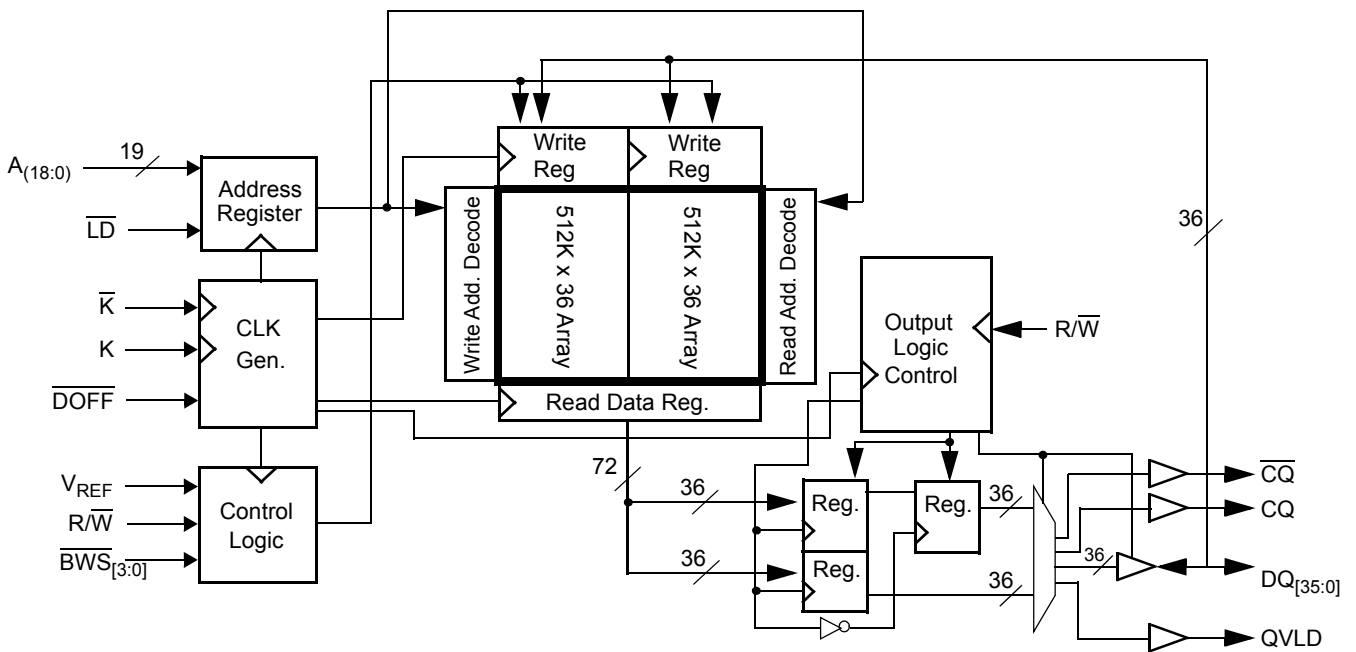 A(18:0)
19
LD
Address
Register
K
K
DOFF
CLK
Gen.
VREF
R/W
BWS[3:0]
Control
Logic
Write
Reg
Write
Reg
Write Add. Decode
512K x 36 Array
512K x 36 Array
Read Add. Decode
Read Data Reg.
72
36
36
Output
Logic
Control
R/W
36
Reg.
Reg.
Reg.
36
36
36
CQ
CQ
DQ[35:0]
QVLD